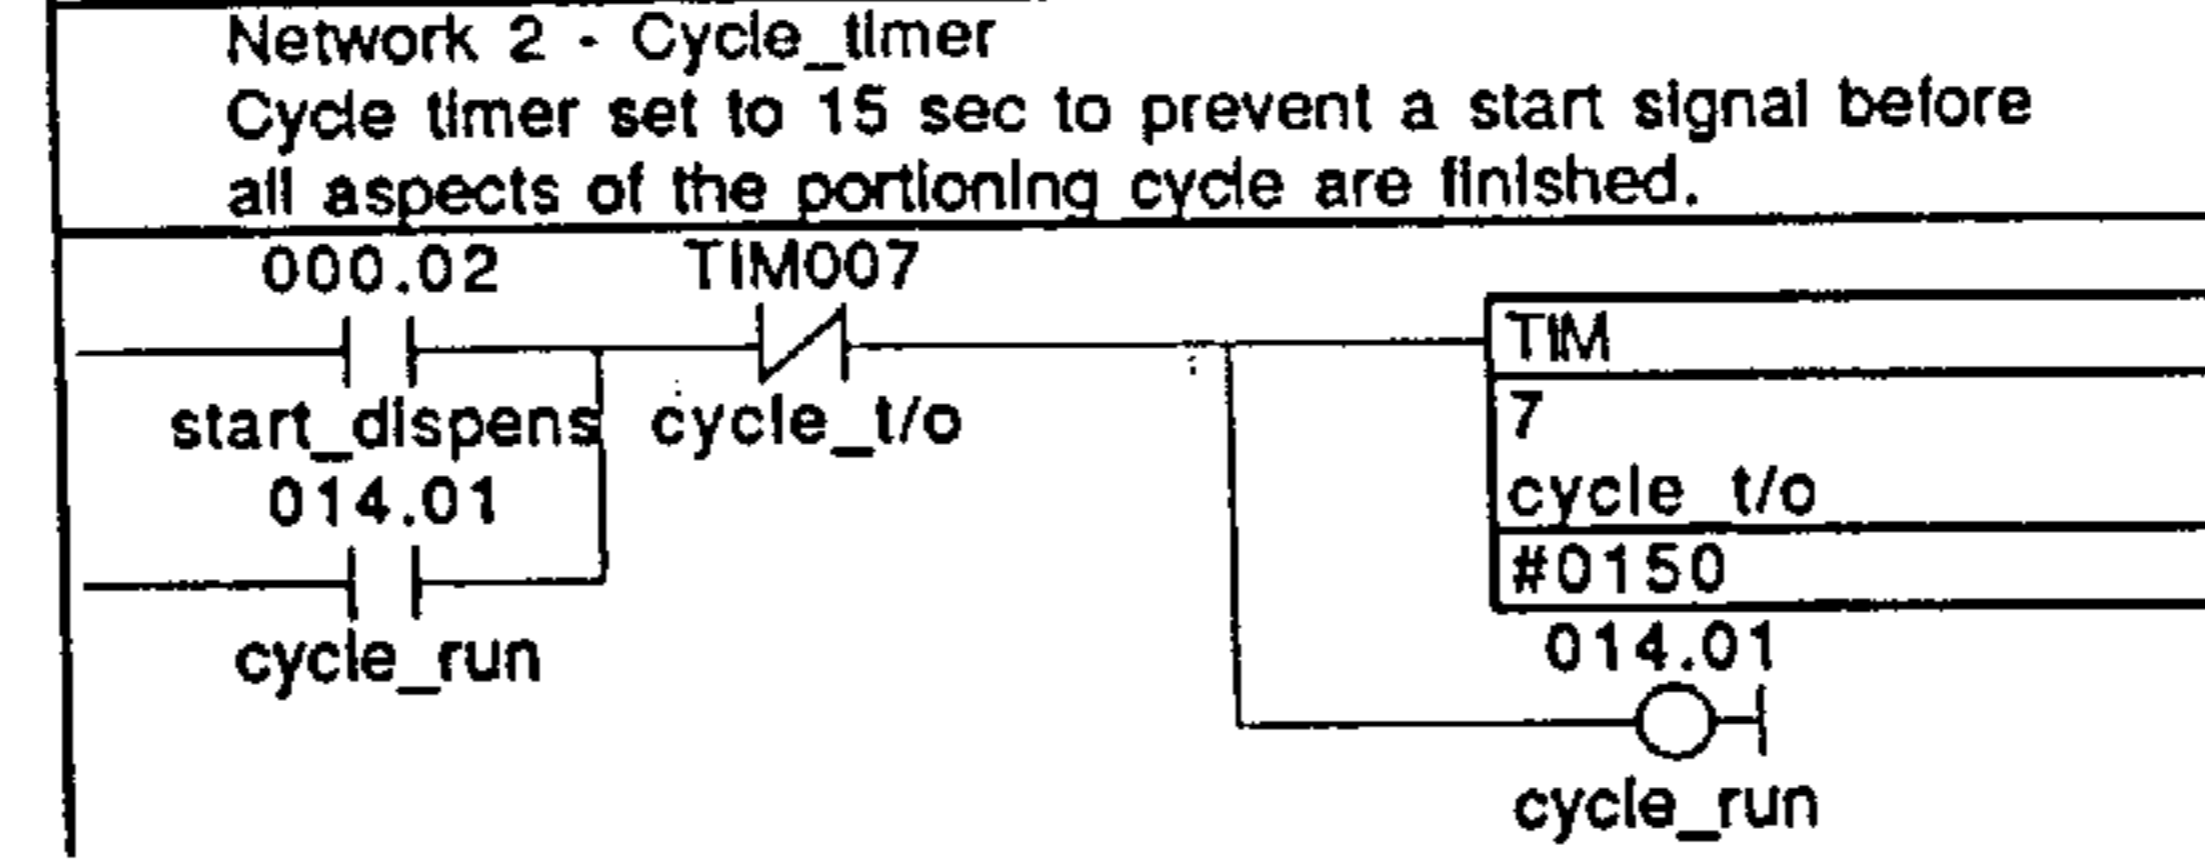 Network 2 - Cycle_timer
Cycle timer set to 15 sec to prevent a start signal before
all aspects of the portioning cycle are finished.
000.02 TIM007
TIM
start_dispens cycle_t/o
7
014.01
cycle t/o
#0150
cycle_run
014.01
cycle_run